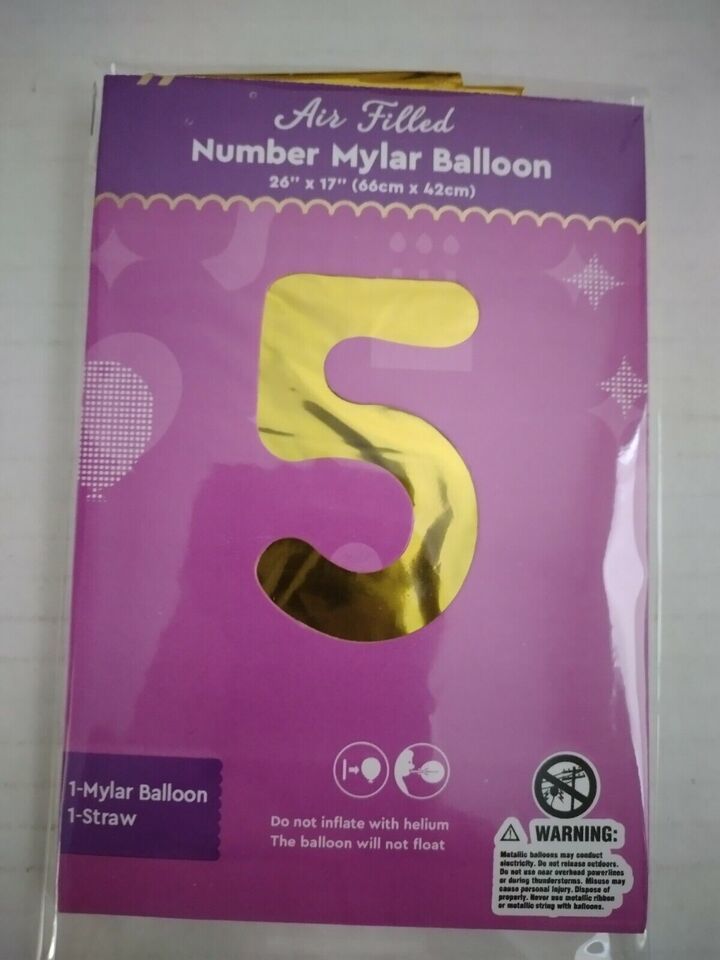 Air Filled
Number Mylar Balloon
26" x 17" (66cm x 42cm)
5
1-Mylar Balloon
1-Straw
Do not inflate with helium
The balloon will not float
WARNING:
Metallic balloons may conduct
electricity. Do not release outdoors.
Do not use near overhead powerlines
or during thunderstorms. Misuse may
cause personal injury. Dispose of
properly. Never use metallic ribbon
or metallic string with balloons.